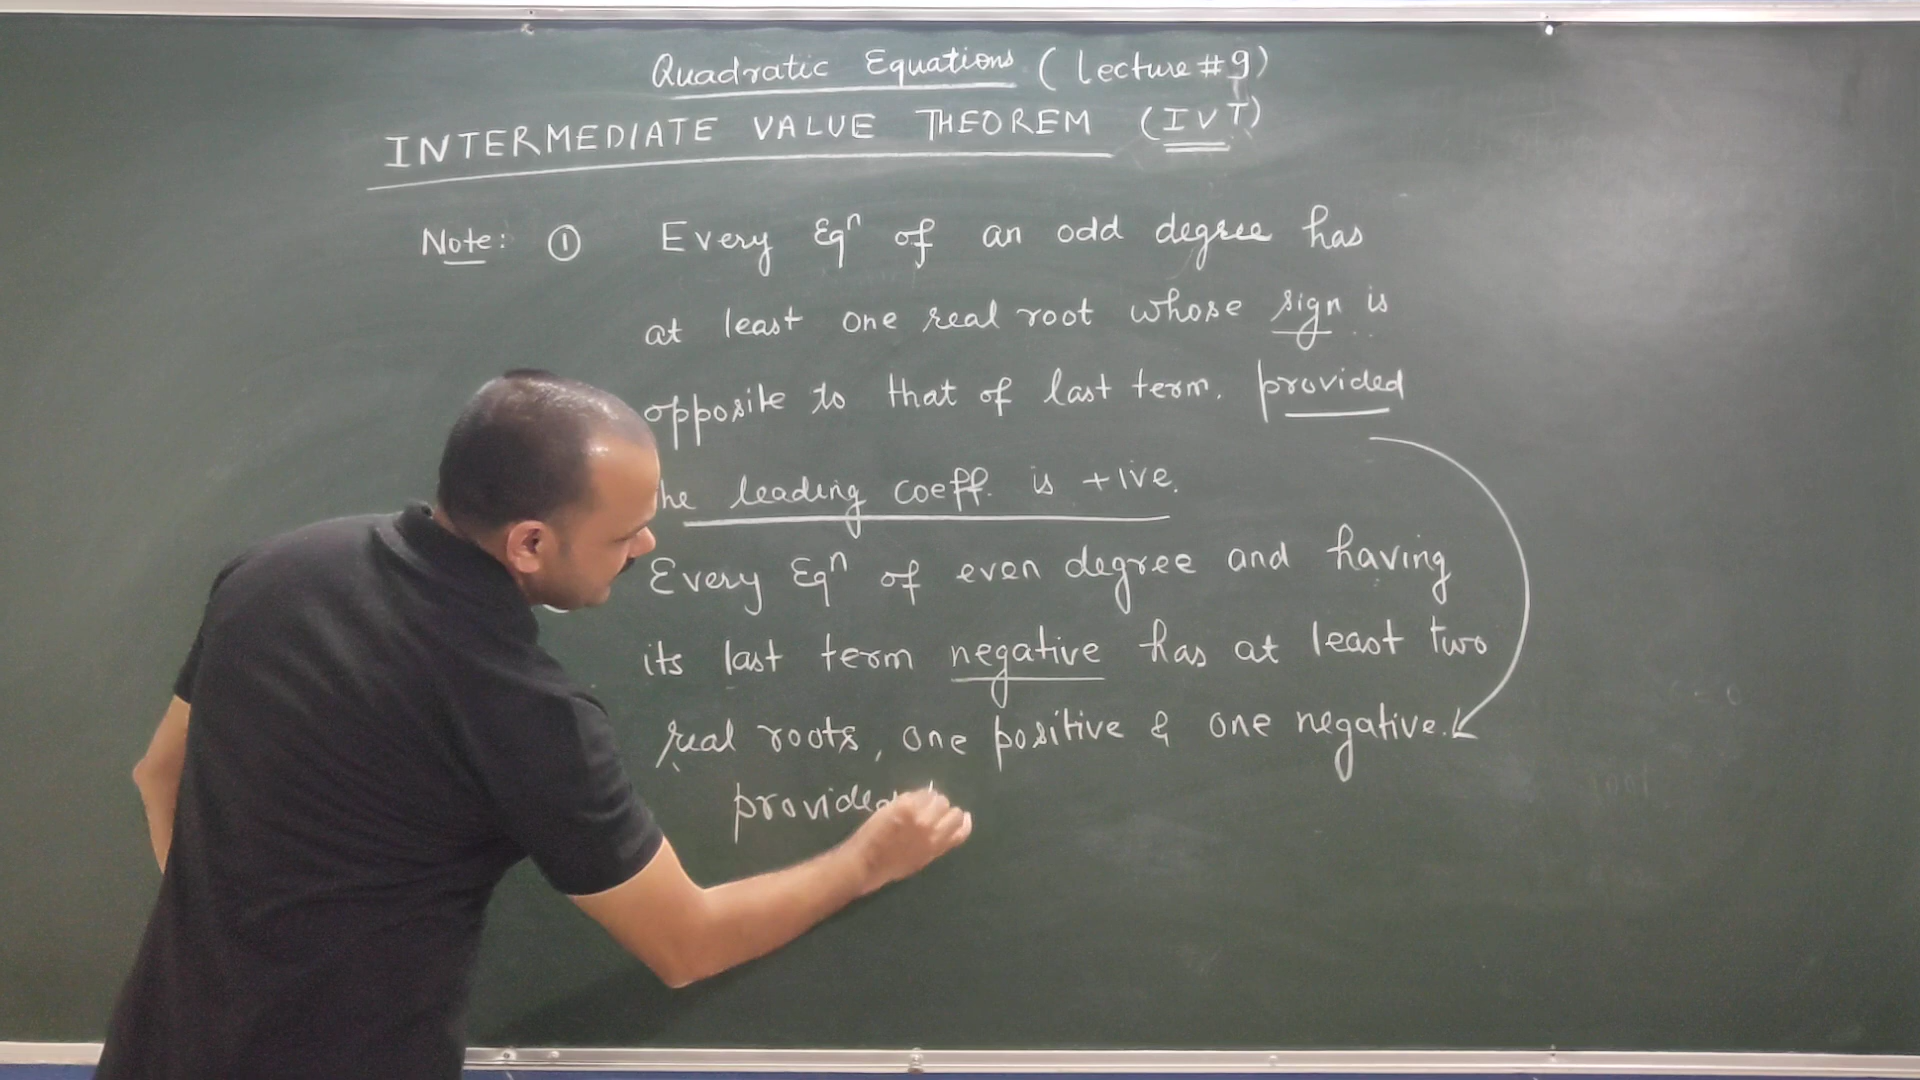 Quadratic Equations (Lecture #9)
INTERMEDIATE VALUE THEOREM (IVT)
Note: ① Every Eqⁿ of an odd degree has
at least one real root whose sign is
opposite to that of last term, provided
he leading coeff. is +ive.
Every Eqⁿ of even degree and having
its last term negative has at least two
real roots, one positive & one negative.
provided